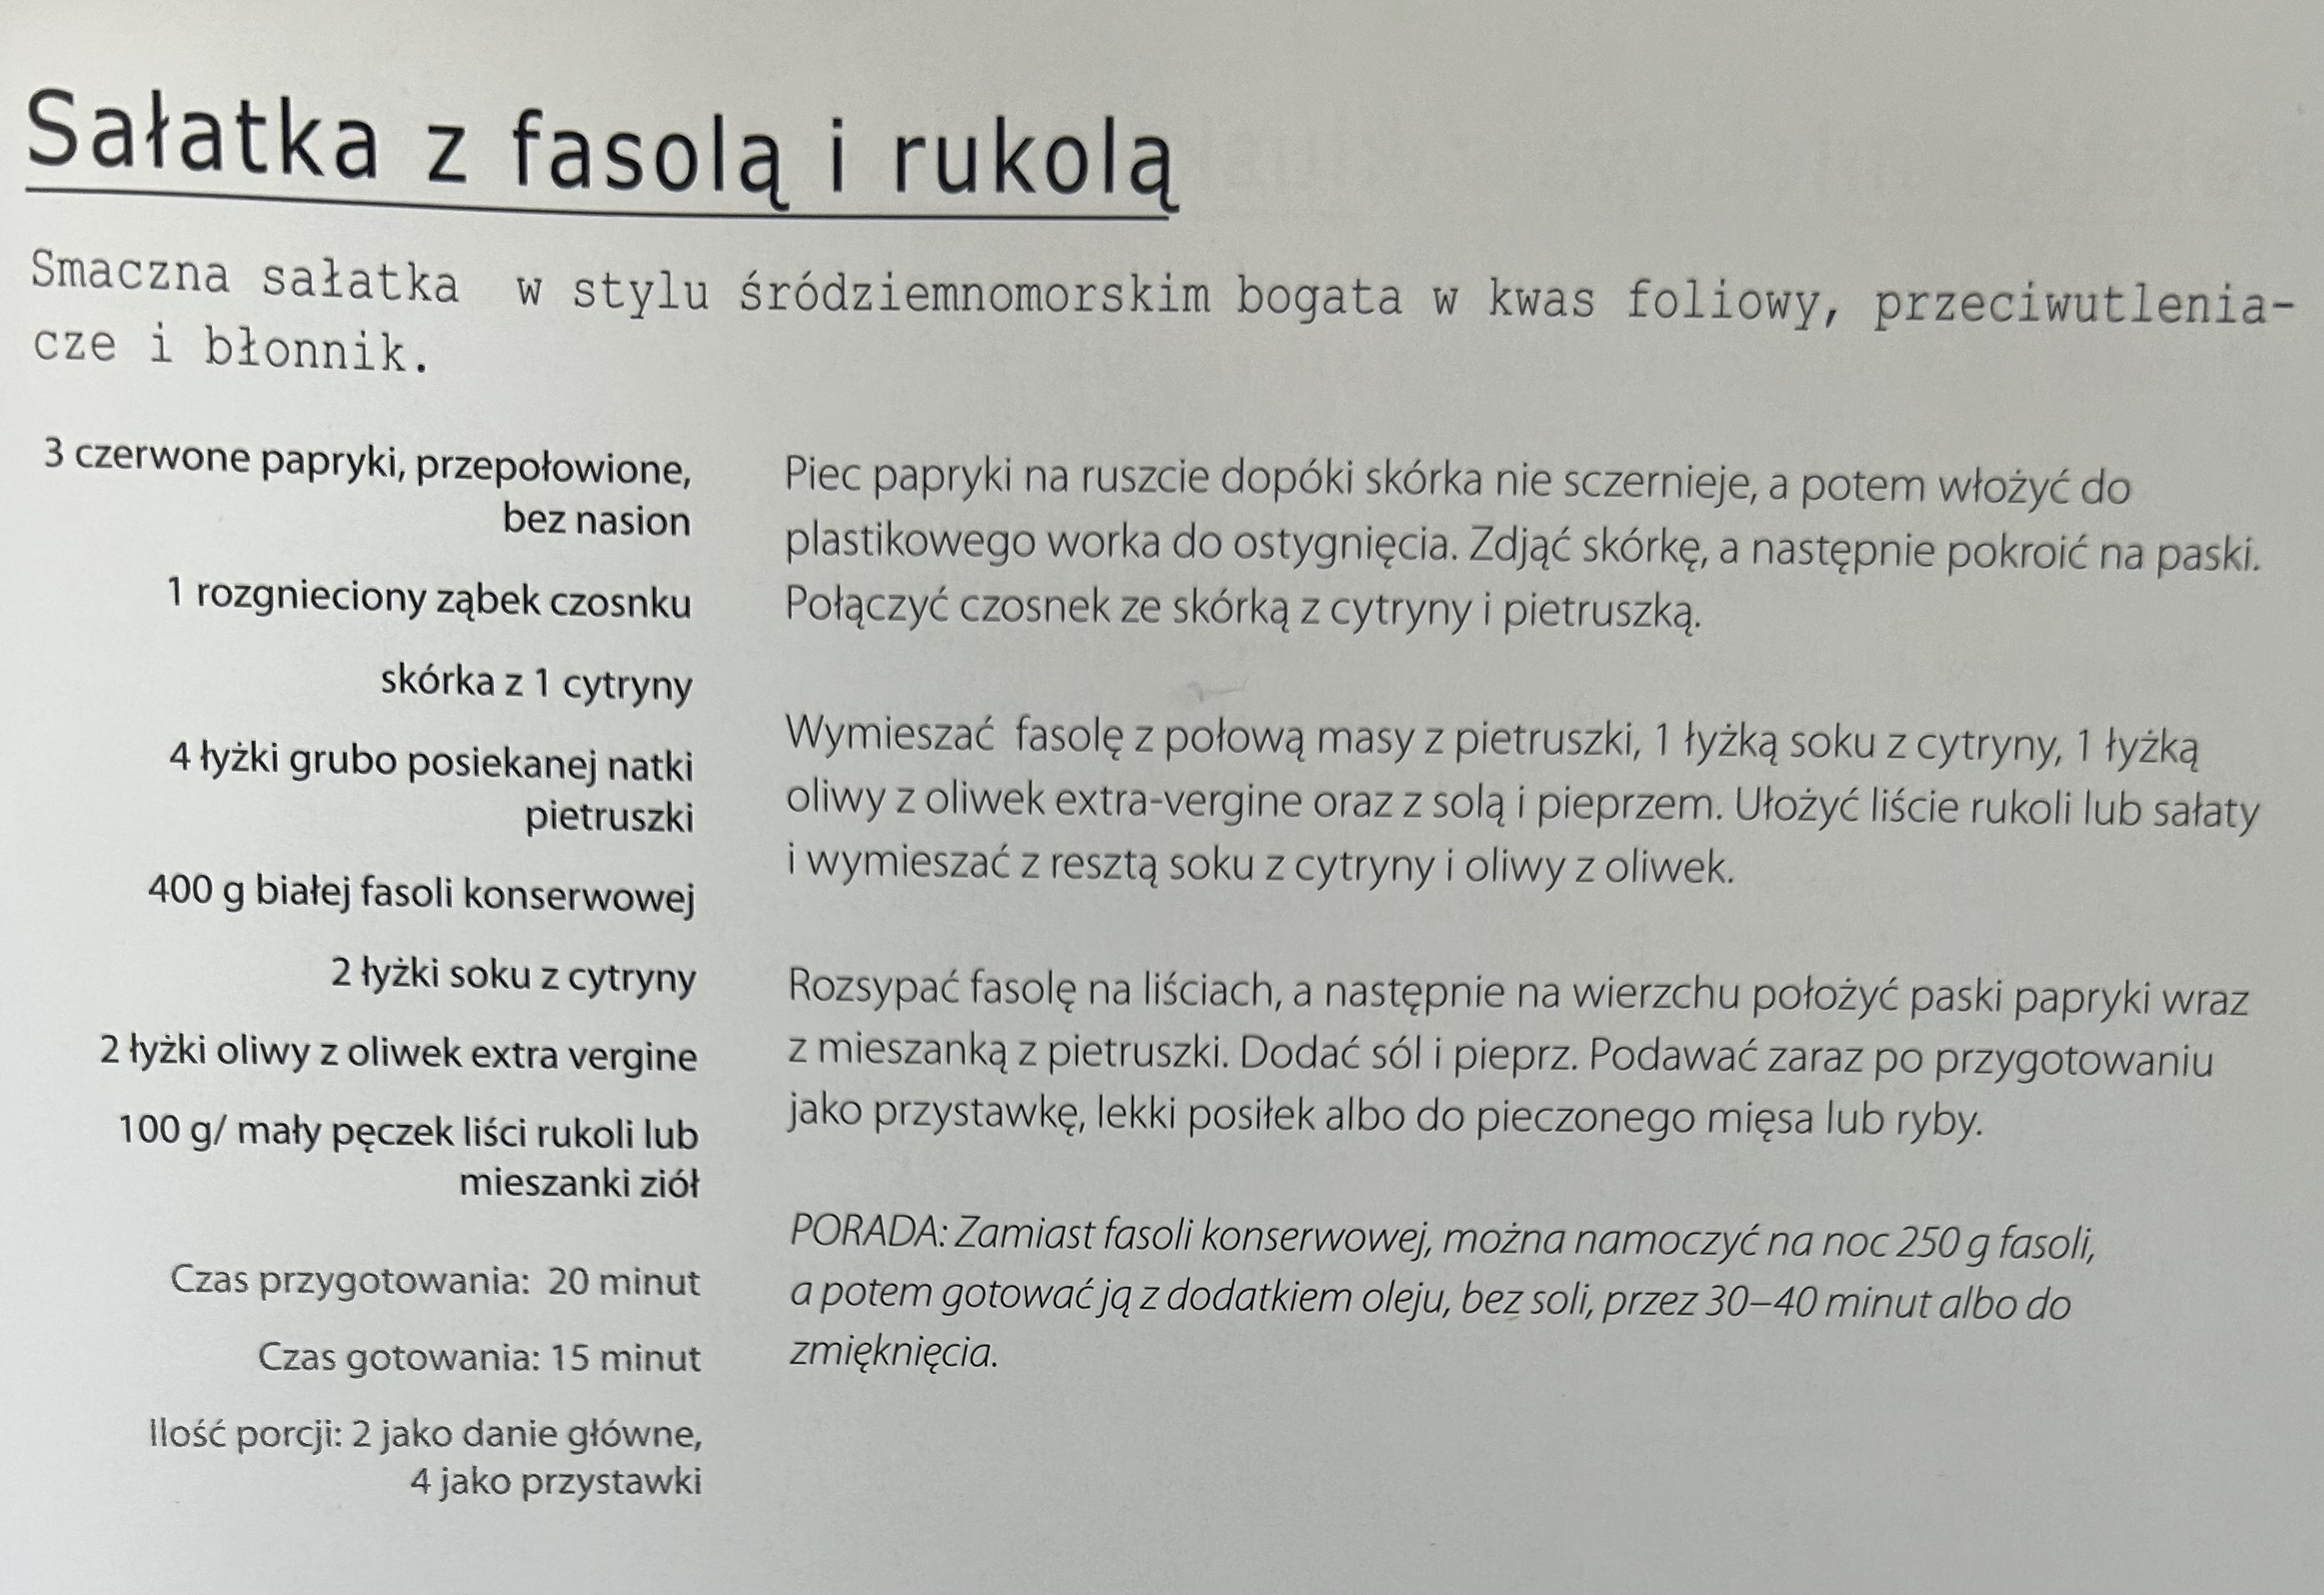 Sałatka z fasolą i rukolą
Smaczna sałatka w stylu śródziemnomorskim bogata w kwas foliowy, przeciwutlenia-
cze i błonnik.
3 czerwone papryki, przepołowione,
bez nasion
1 rozgnieciony ząbek czosnku
skórka z 1 cytryny
4 łyżki grubo posiekanej natki
pietruszki
400 g białej fasoli konserwowej
2 łyżki soku z cytryny
2 łyżki oliwy z oliwek extra vergine
100 g/ mały pęczek liści rukoli lub
mieszanki ziół
Czas przygotowania: 20 minut
Czas gotowania: 15 minut
Ilość porcji: 2 jako danie główne,
4 jako przystawki
Piec papryki na ruszcie dopóki skórka nie sczernieje, a potem włożyć do
plastikowego worka do ostygnięcia. Zdjąć skórkę, a następnie pokroić na paski.
Połączyć czosnek ze skórką z cytryny i pietruszką.
Wymieszać fasolę z połową masy z pietruszki, 1 łyżką soku z cytryny, 1 łyżką
oliwy z oliwek extra-vergine oraz z solą i pieprzem. Ułożyć liście rukoli lub sałaty
i wymieszać z resztą soku z cytryny i oliwy z oliwek.
Rozsypać fasolę na liściach, a następnie na wierzchu położyć paski papryki wraz
z mieszanką z pietruszki. Dodać sól i pieprz. Podawać zaraz po przygotowaniu
jako przystawkę, lekki posiłek albo do pieczonego mięsa lub ryby.
PORADA: Zamiast fasoli konserwowej, można namoczyć na noc 250 g fasoli,
a potem gotować ją z dodatkiem oleju, bez soli, przez 30–40 minut albo do
zmięknięcia.